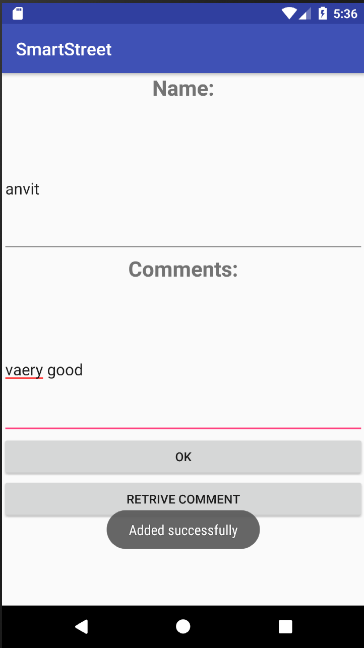 5:36
SmartStreet
Name:
anvit
Comments:
vaery good
OK
RETRIVE COMMENT
Added successfully